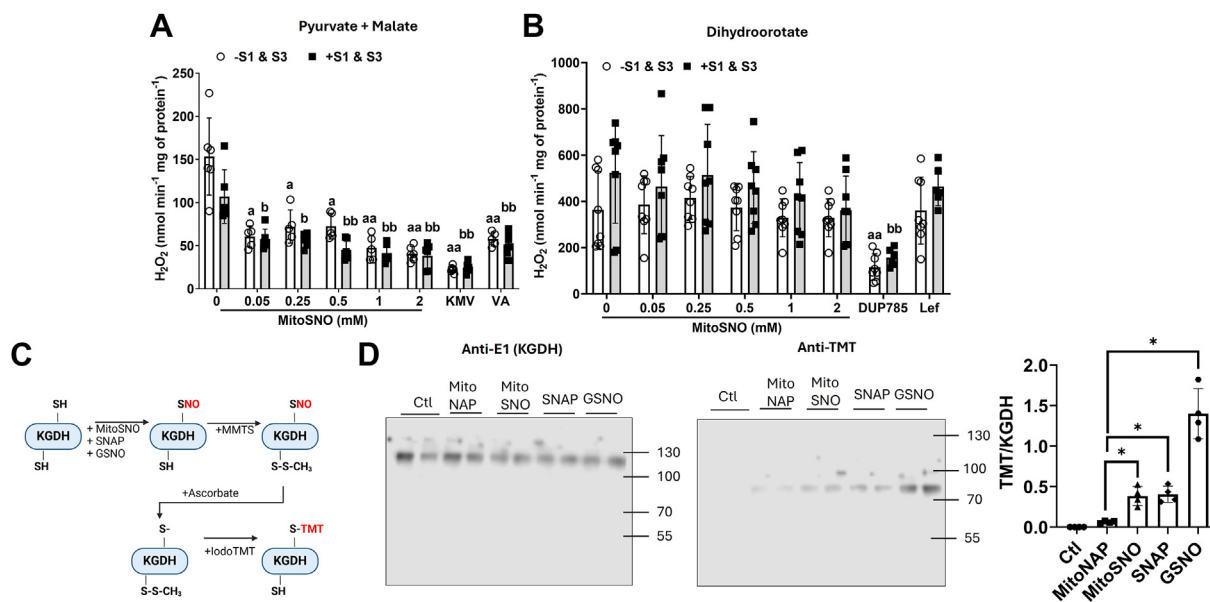 A
Pyurvate + Malate
-S1 & S3 +S1 & S3
H₂O₂ (nmol min⁻¹ mg of protein⁻¹)
250
200
150
100
50
0
a b a b a bb aa bb aa bb aa bb aa bb
0 0.05 0.25 0.5 1 2 KMV VA
MitoSNO (mM)
B
Dihydroorotate
-S1 & S3 +S1 & S3
H₂O₂ (nmol min⁻¹ mg of protein⁻¹)
1000
800
600
400
200
0
aa bb
0 0.05 0.25 0.5 1 2 DUP785 Lef
MitoSNO (mM)
C
SH
KGDH
SH
+ MitoSNO
+ SNAP
+ GSNO
SNO
KGDH
SH
+MMTS
SNO
KGDH
S-S-CH₃
+Ascorbate
S-
KGDH
S-S-CH₃
+IodoTMT
S-TMT
KGDH
SH
D
Anti-E1 (KGDH)
Ctl Mito NAP Mito SNO SNAP GSNO
130
100
70
55
Anti-TMT
Ctl Mito NAP Mito SNO SNAP GSNO
130
100
70
55
TMT/KGDH
2.0
1.5
1.0
0.5
0.0
*
*
*
Ctl
MitoNAP
MitoSNO
SNAP
GSNO